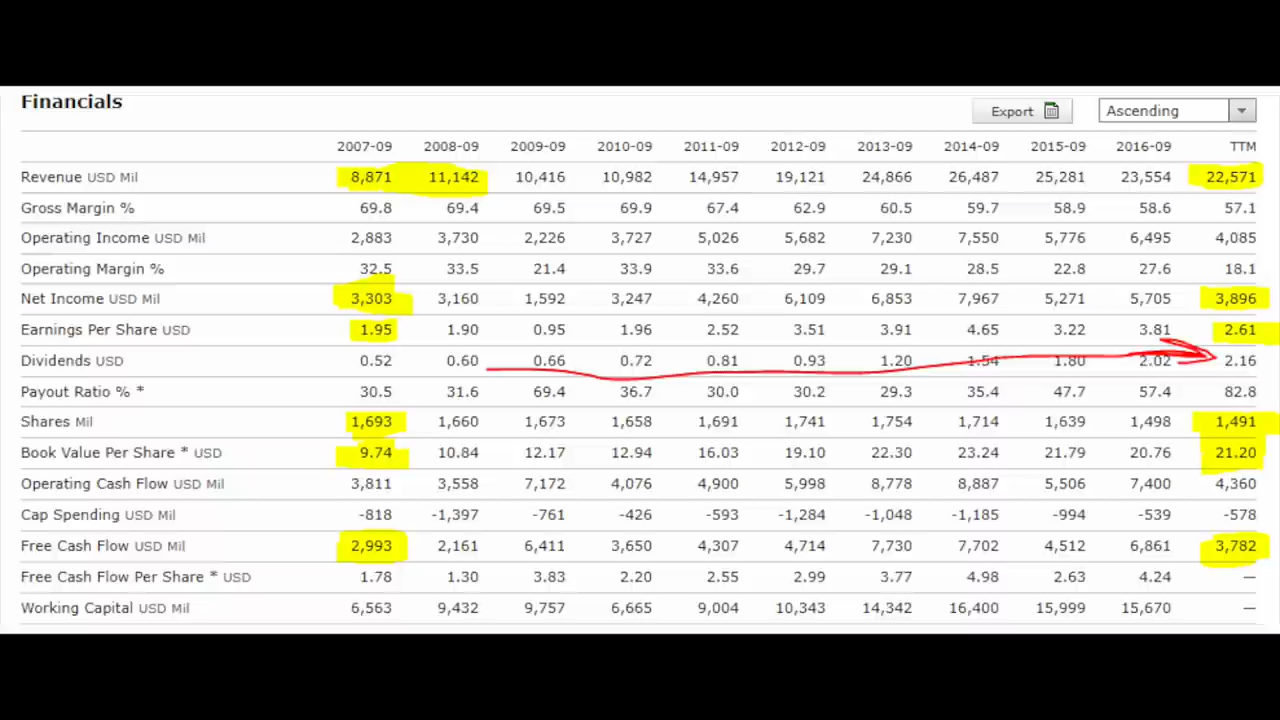 Financials
Export Ascending
2007-09 2008-09 2009-09 2010-09 2011-09 2012-09 2013-09 2014-09 2015-09 2016-09 TTM
Revenue USD Mil 8,871 11,142 10,416 10,982 14,957 19,121 24,866 26,487 25,281 23,554 22,571
Gross Margin % 69.8 69.4 69.5 69.9 67.4 62.9 60.5 59.7 58.9 58.6 57.1
Operating Income USD Mil 2,883 3,730 2,226 3,727 5,026 5,682 7,230 7,550 5,776 6,495 4,085
Operating Margin % 32.5 33.5 21.4 33.9 33.6 29.7 29.1 28.5 22.8 27.6 18.1
Net Income USD Mil 3,303 3,160 1,592 3,247 4,260 6,109 6,853 7,967 5,271 5,705 3,896
Earnings Per Share USD 1.95 1.90 0.95 1.96 2.52 3.51 3.91 4.65 3.22 3.81 2.61
Dividends USD 0.52 0.60 0.66 0.72 0.81 0.93 1.20 1.54 1.80 2.02 2.16
Payout Ratio % * 30.5 31.6 69.4 36.7 30.0 30.2 29.3 35.4 47.7 57.4 82.8
Shares Mil 1,693 1,660 1,673 1,658 1,691 1,741 1,754 1,714 1,639 1,498 1,491
Book Value Per Share * USD 9.74 10.84 12.17 12.94 16.03 19.10 22.30 23.24 21.79 20.76 21.20
Operating Cash Flow USD Mil 3,811 3,558 7,172 4,076 4,900 5,998 8,778 8,887 5,506 7,400 4,360
Cap Spending USD Mil -818 -1,397 -761 -426 -593 -1,284 -1,048 -1,185 -994 -539 -578
Free Cash Flow USD Mil 2,993 2,161 6,411 3,650 4,307 4,714 7,730 7,702 4,512 6,861 3,782
Free Cash Flow Per Share * USD 1.78 1.30 3.83 2.20 2.55 2.99 3.77 4.98 2.63 4.24 —
Working Capital USD Mil 6,563 9,432 9,757 6,665 9,004 10,343 14,342 16,400 15,999 15,670 —